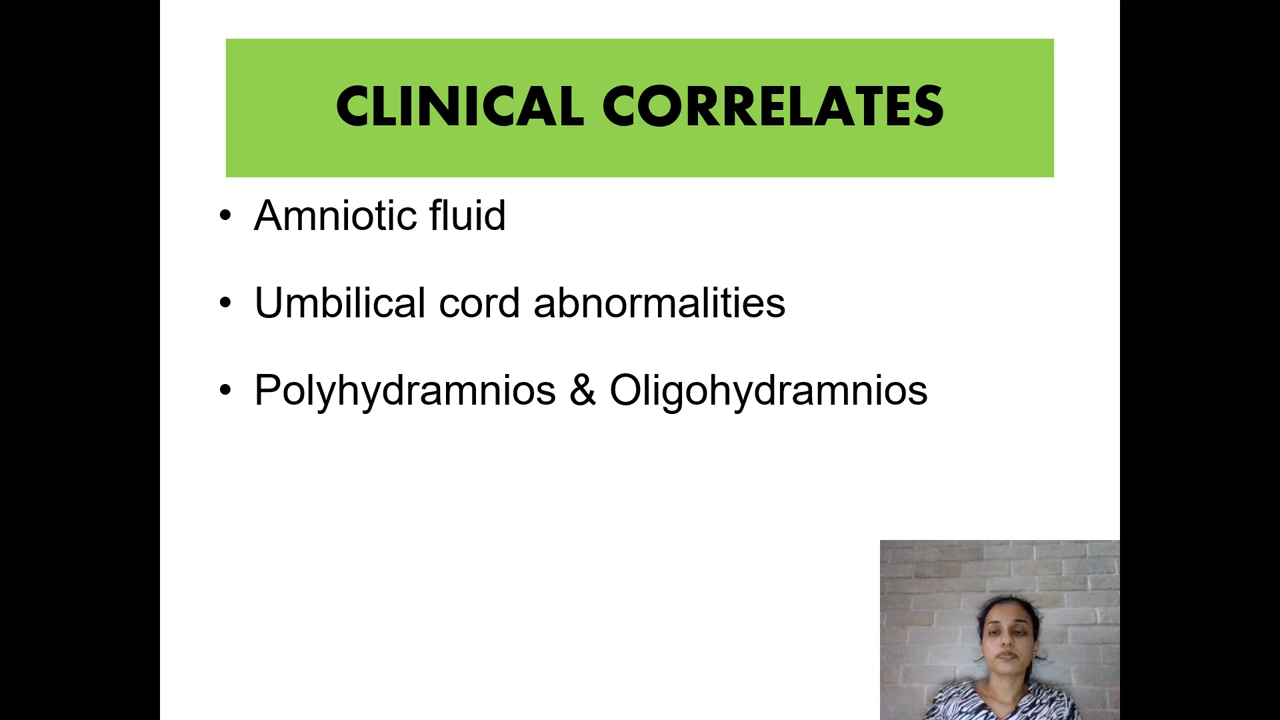 CLINICAL CORRELATES
• Amniotic fluid
• Umbilical cord abnormalities
• Polyhydramnios & Oligohydramnios